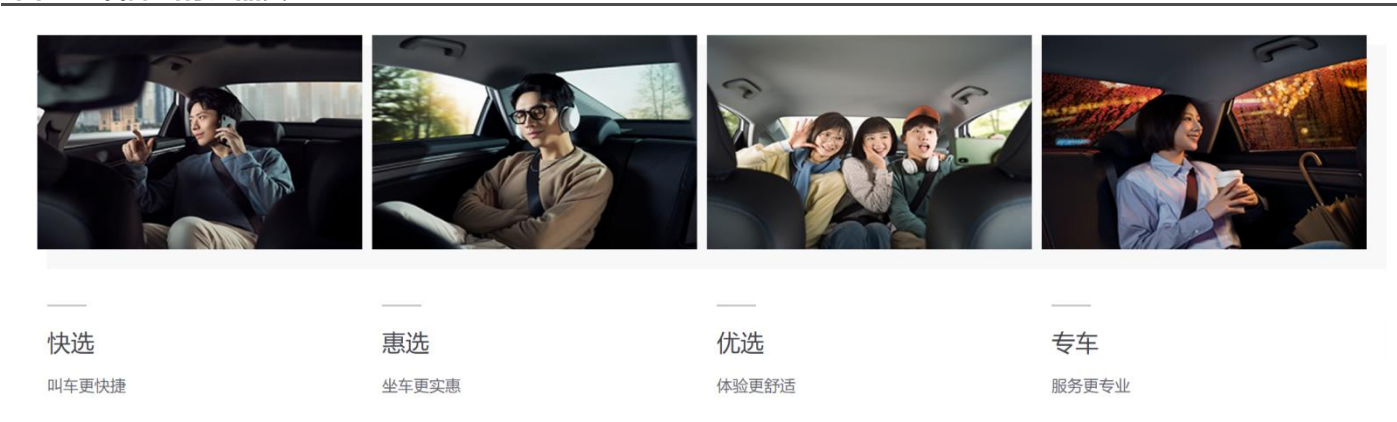 快选
叫车更快捷
惠选
坐车更实惠
优选
体验更舒适
专车
服务更专业